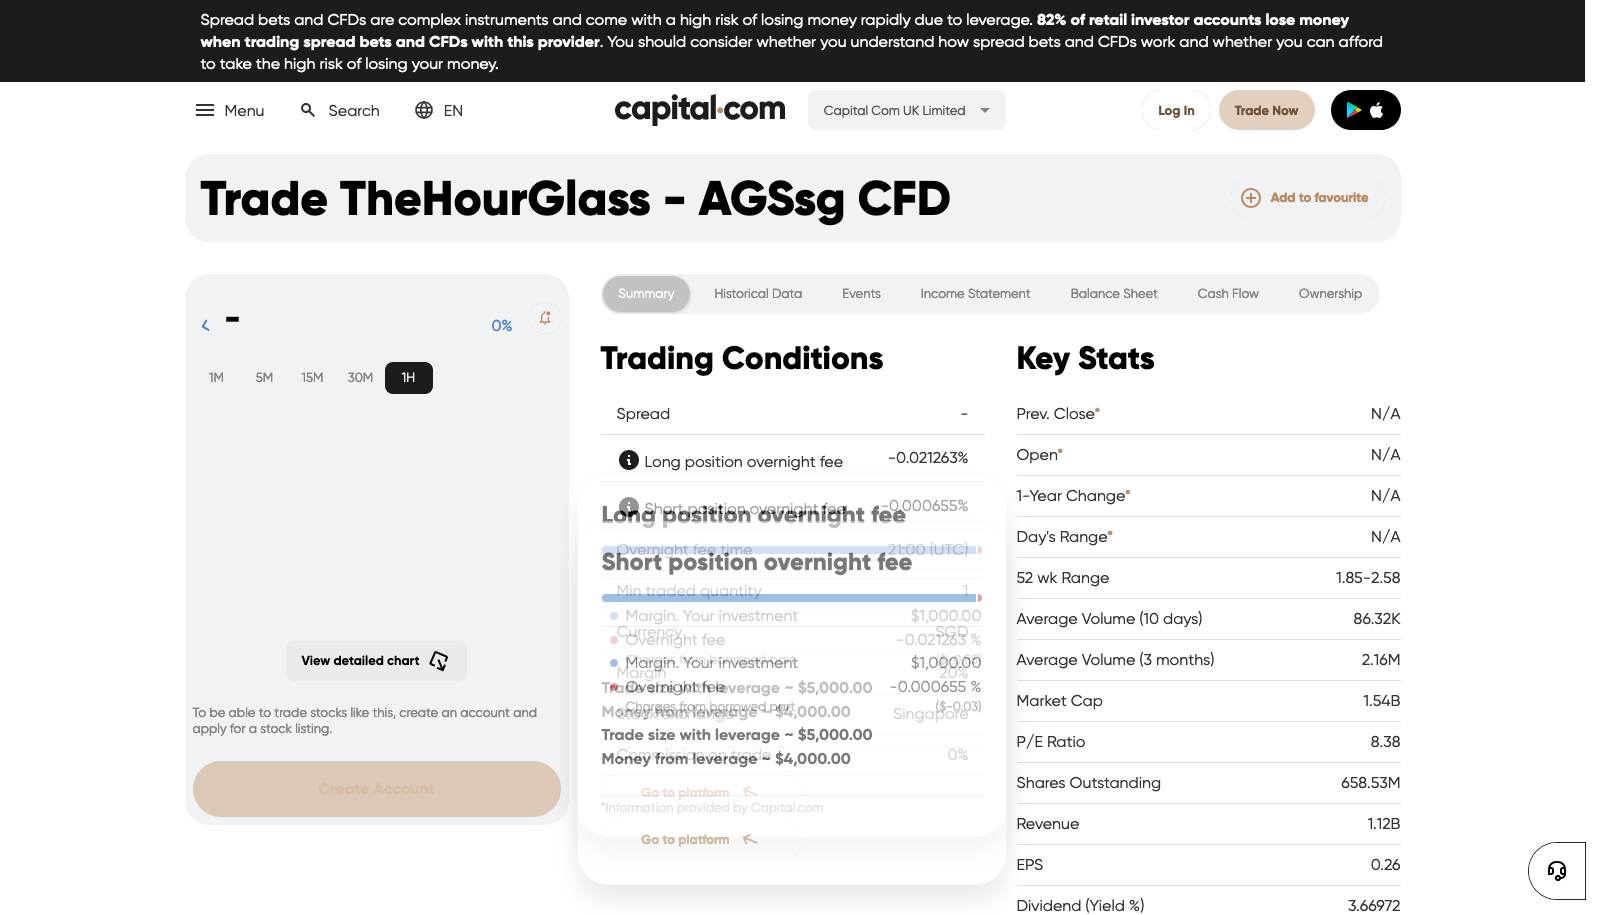 Spread bets and CFDs are complex instruments and come with a high risk of losing money rapidly due to leverage. 82% of retail investor accounts lose money
when trading spread bets and CFDs with this provider. You should consider whether you understand how spread bets and CFDs work and whether you can afford
to take the high risk of losing your money.
Menu
Search
EN
capital.com
Capital Com UK Limited
Log In
Trade Now
Trade TheHourGlass - AGSsg CFD
Add to favourite
-
0%
1M 5M 15M 30M 1H
View detailed chart
To be able to trade stocks like this, create an account and
apply for a stock listing.
Create Account
Summary Historical Data Events Income Statement Balance Sheet Cash Flow Ownership
Trading Conditions
Spread -
Long position overnight fee -0.021263%
Short position overnight fee -0.000655%
Long position overnight fee
Overnight fee time 21:00 (UTC)
Short position overnight fee
Min traded quantity 1
Margin. Your investment $1,000.00
Currency SGD
Overnight fee -0.021263 %
Margin. Your investment $1,000.00
Margin 20%
Overnight fee -0.000655 %
Trade size with leverage ~ $5,000.00
Charges from borrowed part ($-0.03)
Money from leverage ~ $4,000.00
Stock exchange Singapore
Trade size with leverage ~ $5,000.00
Commission on trade 0%
Money from leverage ~ $4,000.00
Go to platform
*Information provided by Capital.com
Go to platform
Key Stats
Prev. Close* N/A
Open* N/A
1-Year Change* N/A
Day's Range* N/A
52 wk Range 1.85-2.58
Average Volume (10 days) 86.32K
Average Volume (3 months) 2.16M
Market Cap 1.54B
P/E Ratio 8.38
Shares Outstanding 658.53M
Revenue 1.12B
EPS 0.26
Dividend (Yield %) 3.66972